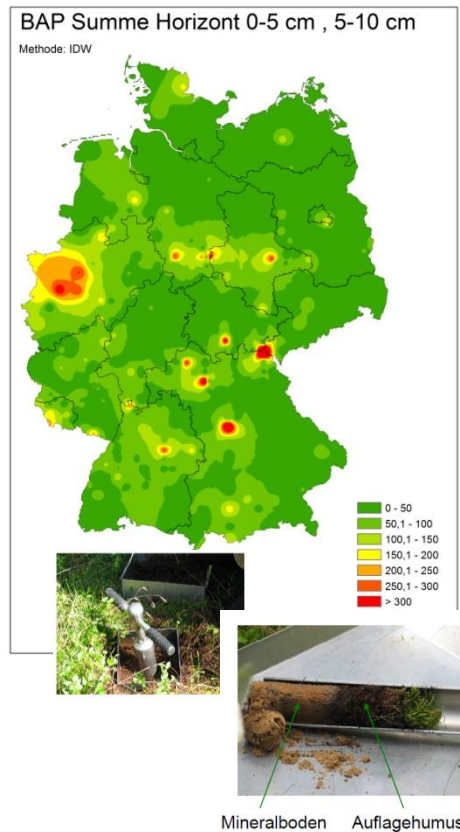 BAP Summe Horizont 0-5 cm , 5-10 cm
Methode: IDW
0 - 50
50,1 - 100
100,1 - 150
150,1 - 200
200,1 - 250
250,1 - 300
> 300
Mineralboden Auflagehumus